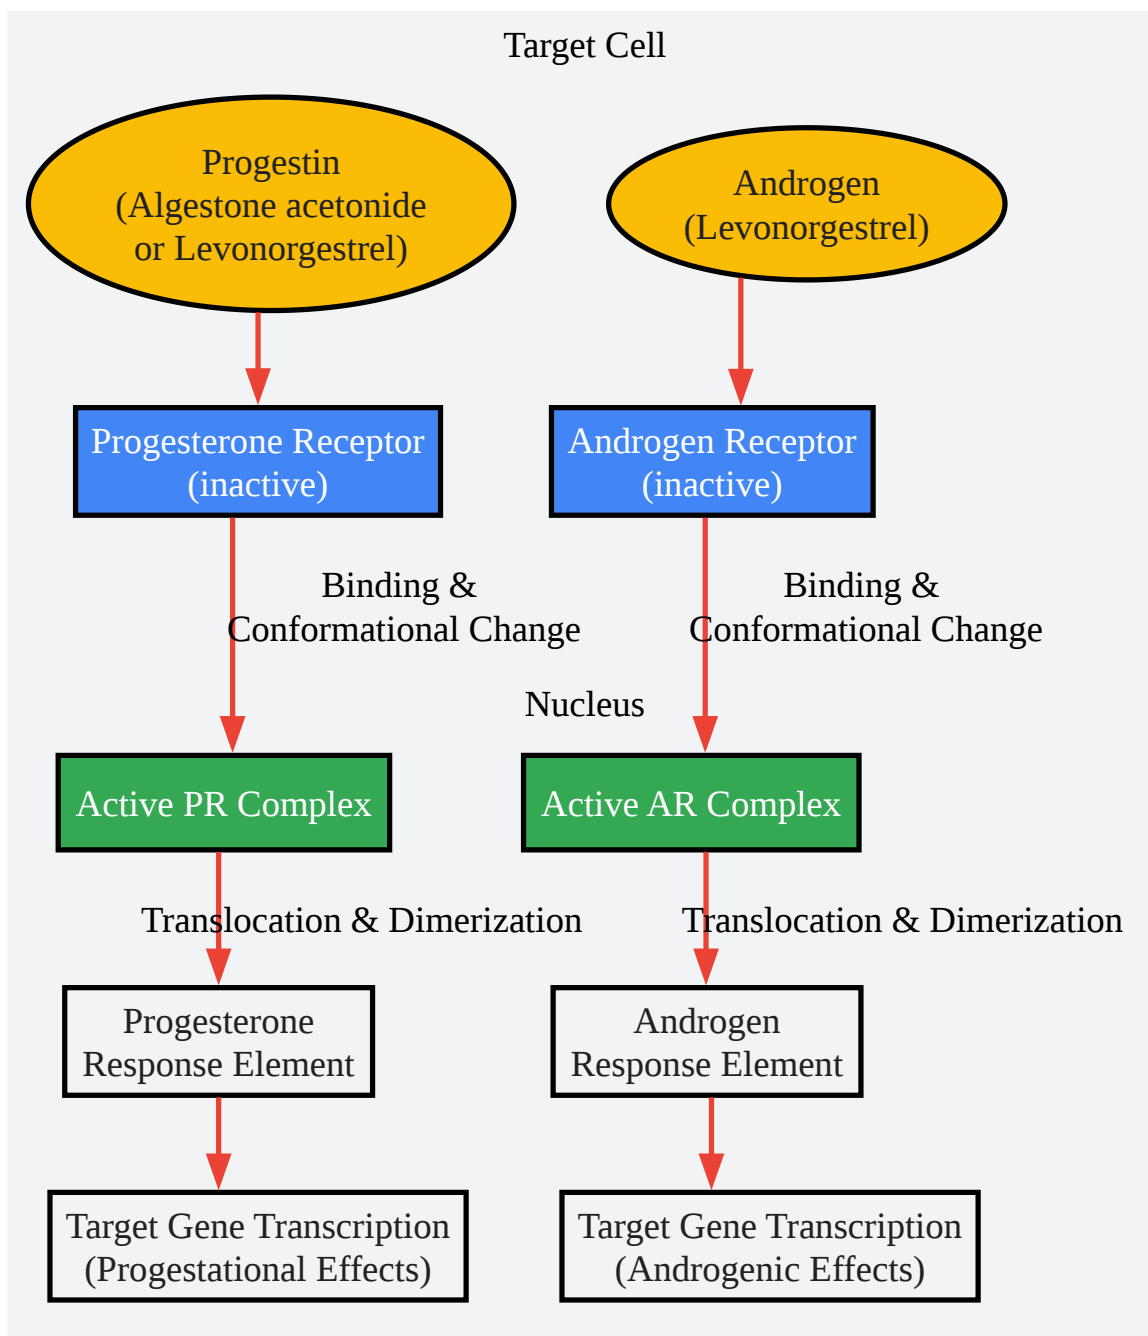 Target Cell
Progestin
(Algestone acetonide
or Levonorgestrel)
Androgen
(Levonorgestrel)
Progesterone Receptor
(inactive)
Androgen Receptor
(inactive)
Binding &
Conformational Change
Binding &
Conformational Change
Nucleus
Active PR Complex
Active AR Complex
Translocation & Dimerization
Translocation & Dimerization
Progesterone
Response Element
Androgen
Response Element
Target Gene Transcription
(Progestational Effects)
Target Gene Transcription
(Androgenic Effects)